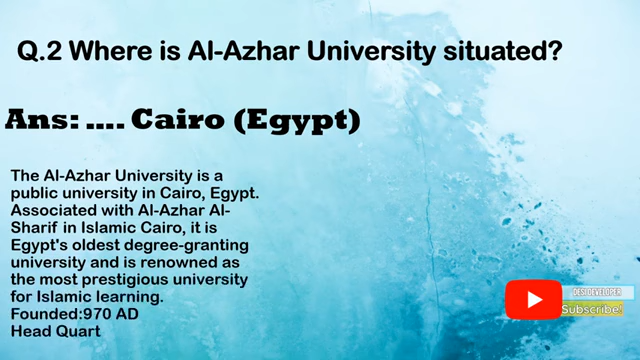 Q.2 Where is Al-Azhar University situated?
Ans: .... Cairo (Egypt)
The Al-Azhar University is a
public university in Cairo, Egypt.
Associated with Al-Azhar Al-
Sharif in Islamic Cairo, it is
Egypt's oldest degree-granting
university and is renowned as
the most prestigious university
for Islamic learning.
Founded:970 AD
Head Quart
DESI DEVELOPER
Subscribe!